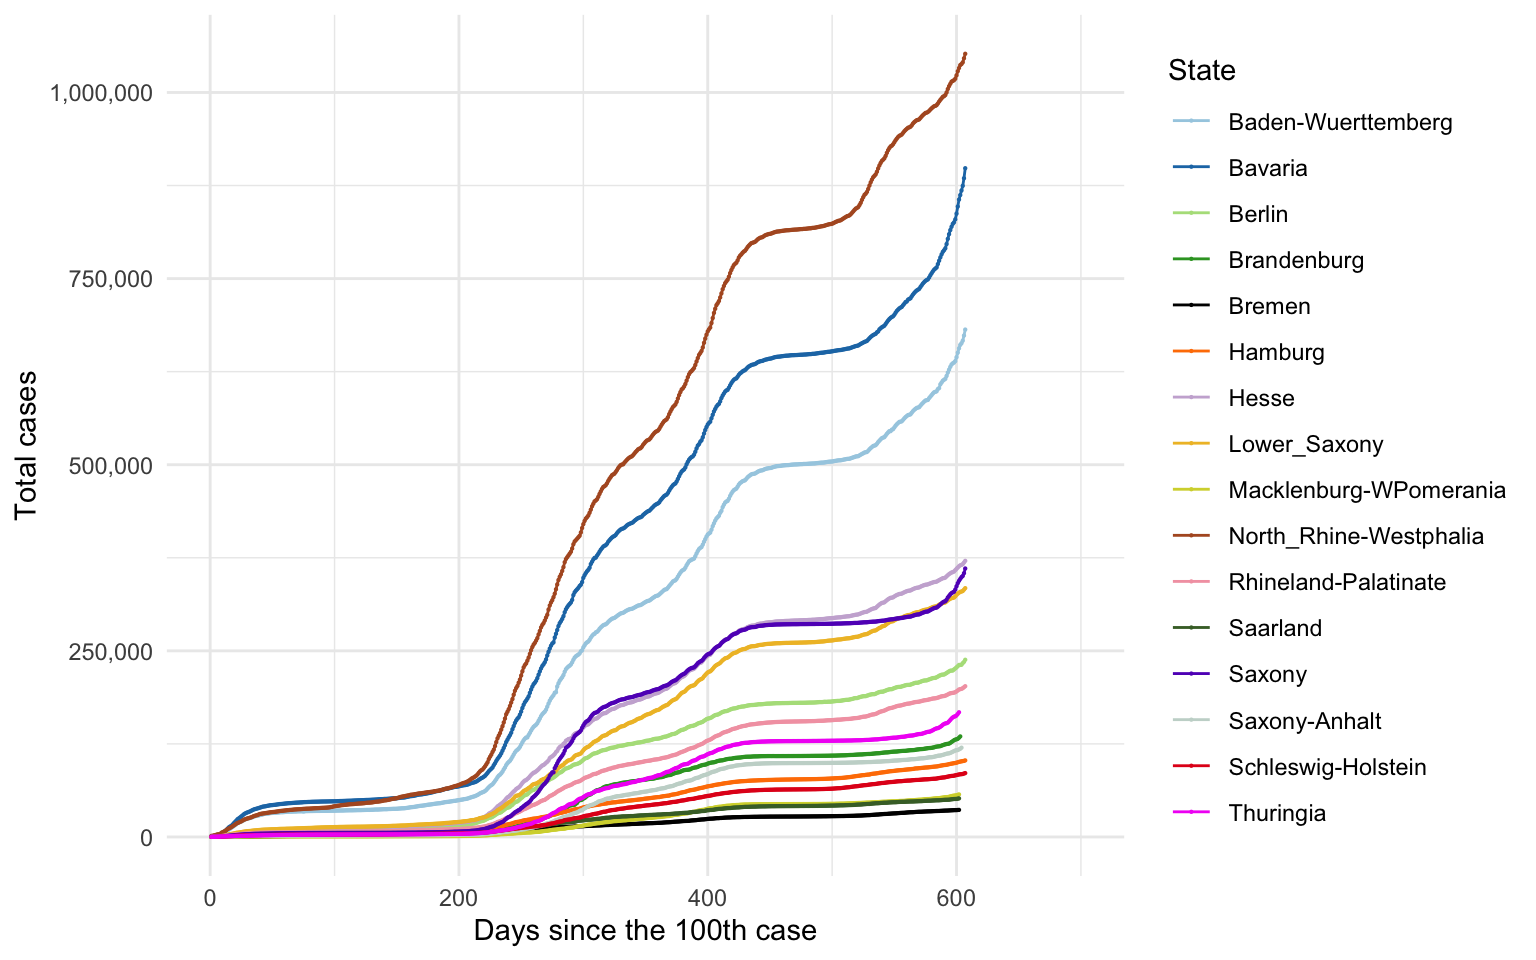 1,000,000
750,000
500,000
250,000
0
Total cases
0 200 400 600
Days since the 100th case
State
Baden-Wuerttemberg
Bavaria
Berlin
Brandenburg
Bremen
Hamburg
Hesse
Lower_Saxony
Macklenburg-WPomerania
North_Rhine-Westphalia
Rhineland-Palatinate
Saarland
Saxony
Saxony-Anhalt
Schleswig-Holstein
Thuringia